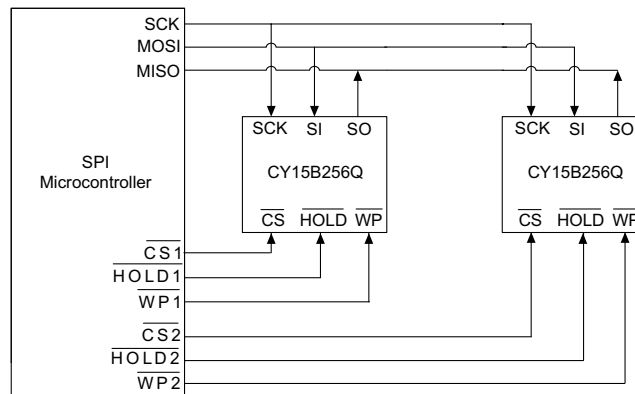 SCK
MOSI
MISO
SCK SI SO
SCK SI SO
SPI
Microcontroller
CY15B256Q
CY15B256Q
CS HOLD WP
CS HOLD WP
CS1
HOLD1
WP1
CS2
HOLD2
WP2